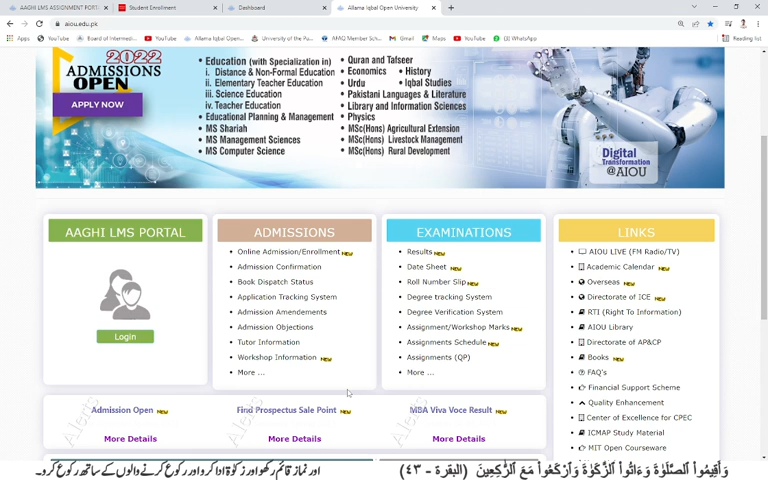 AAGHI LMS ASSIGNMENT PORT
Student Enrollment
Dashboard
Allama Iqbal Open University
aiou.edu.pk
Apps
YouTube
Board of Intermedi...
YouTube
Allama Iqbal Open...
University of the Pu...
AFAQ Member Sch...
Gmail
Maps
YouTube
WhatsApp
Reading list
2022
ADMISSIONS
OPEN
APPLY NOW
• Education (with Specialization in)
i. Distance & Non-Formal Education
ii. Elementary Teacher Education
iii. Science Education
iv. Teacher Education
• Educational Planning & Management
• MS Shariah
• MS Management Sciences
• MS Computer Science
• Quran and Tafseer
• Economics • History
• Urdu • Iqbal Studies
• Pakistani Languages & Literature
• Library and Information Sciences
• Physics
• MSc(Hons) Agricultural Extension
• MSc(Hons) Livestock Management
• MSc(Hons) Rural Development
Digital
Transformation
@AIOU
AAGHI LMS PORTAL
Login
ADMISSIONS
• Online Admission/Enrollment NEW
• Admission Confirmation
• Book Dispatch Status
• Application Tracking System
• Admission Amendements
• Admission Objections
• Tutor Information
• Workshop Information NEW
• More ...
EXAMINATIONS
• Results NEW
• Date Sheet NEW
• Roll Number Slip NEW
• Degree tracking System
• Degree Verification System
• Assignment/Workshop Marks NEW
• Assignments Schedule NEW
• Assignments (QP)
• More ...
LINKS
• AIOU LIVE (FM Radio/TV)
• Academic Calendar NEW
• Overseas NEW
• Directorate of ICE NEW
• RTI (Right To Information)
• AIOU Library
• Directorate of AP&CP
• Books NEW
• FAQ's
• Financial Support Scheme
• Quality Enhancement
• Center of Excellence for CPEC
• ICMAP Study Material
• MIT Open Courseware
Alerts
Admission Open NEW
More Details
Alerts
Find Prospectus Sale Point NEW
More Details
Alerts
MBA Viva Voce Result NEW
More Details
وَأَقِيمُواْ ٱلصَّلَوٰةَ وَءَاتُواْ ٱلزَّكَوٰةَ وَٱرْكَعُواْ مَعَ ٱلرَّٰكِعِينَ (البقرة - ٤٣)
اور نماز قائم رکھو اور زکوٰۃ ادا کرو اور رکوع کرنے والوں کے ساتھ رکوع کرو۔